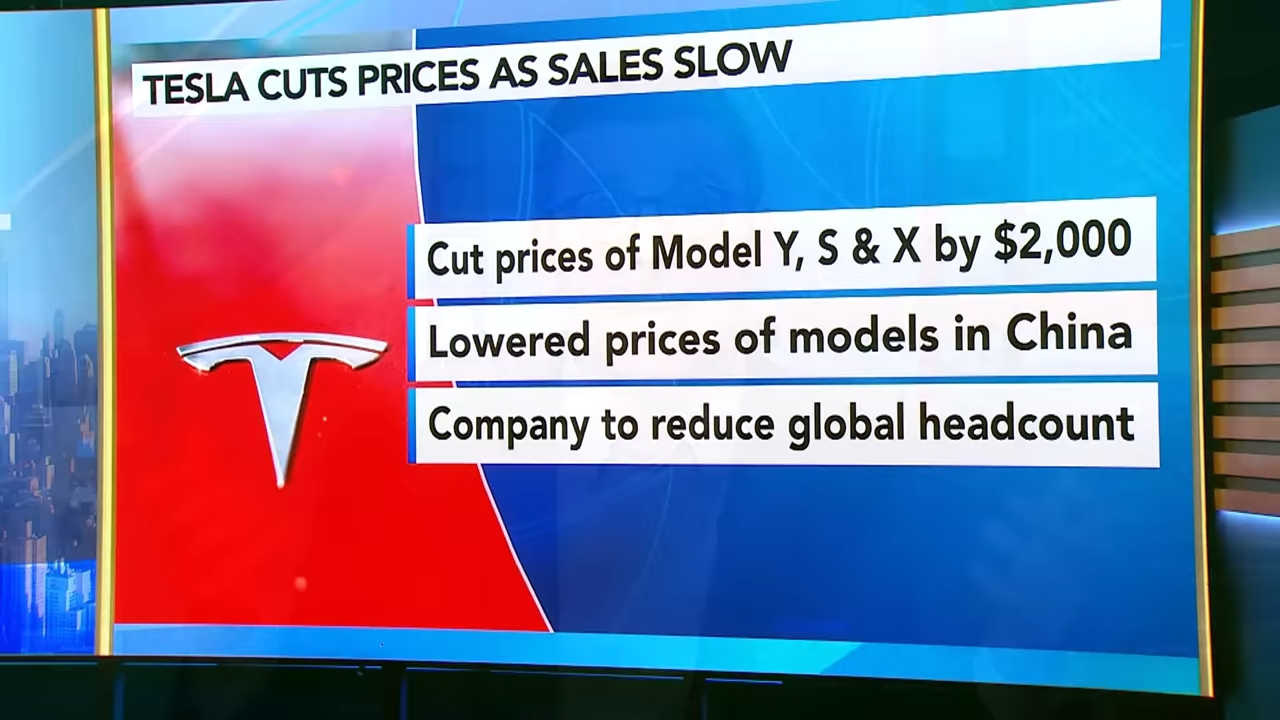 TESLA CUTS PRICES AS SALES SLOW
Cut prices of Model Y, S & X by $2,000
Lowered prices of models in China
Company to reduce global headcount